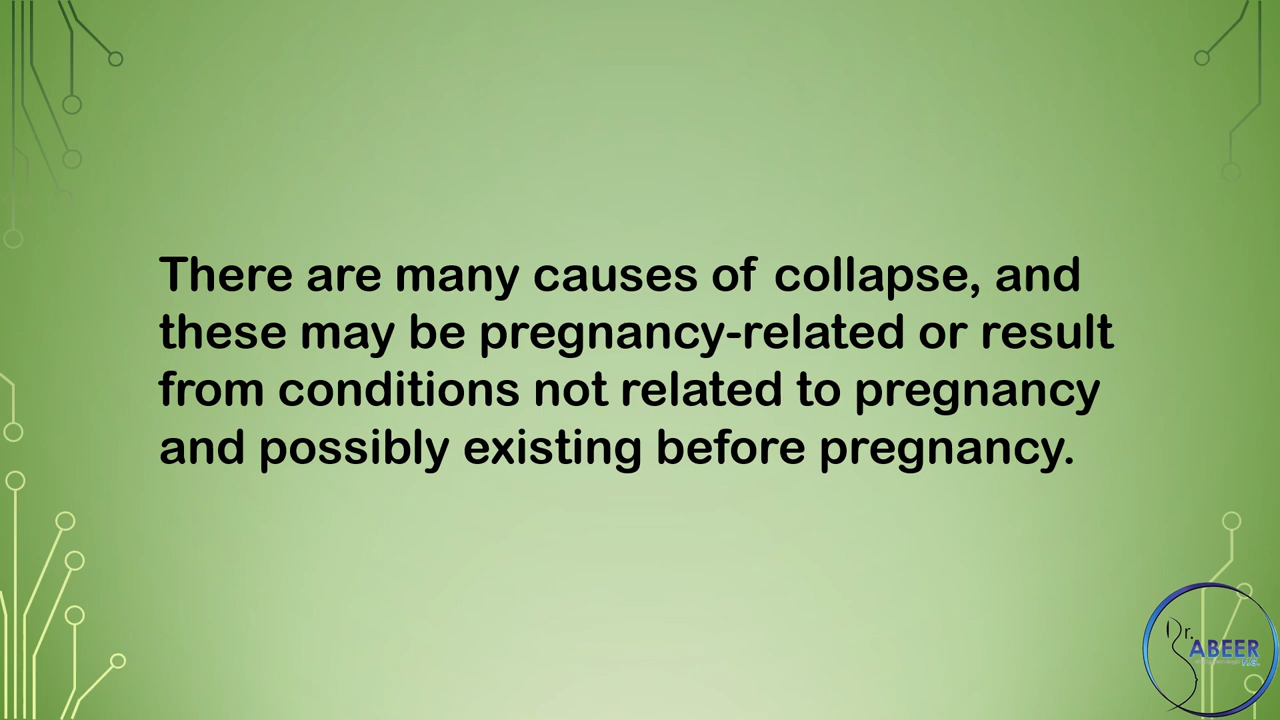 There are many causes of collapse, and
these may be pregnancy-related or result
from conditions not related to pregnancy
and possibly existing before pregnancy.
Dr.
ABEER